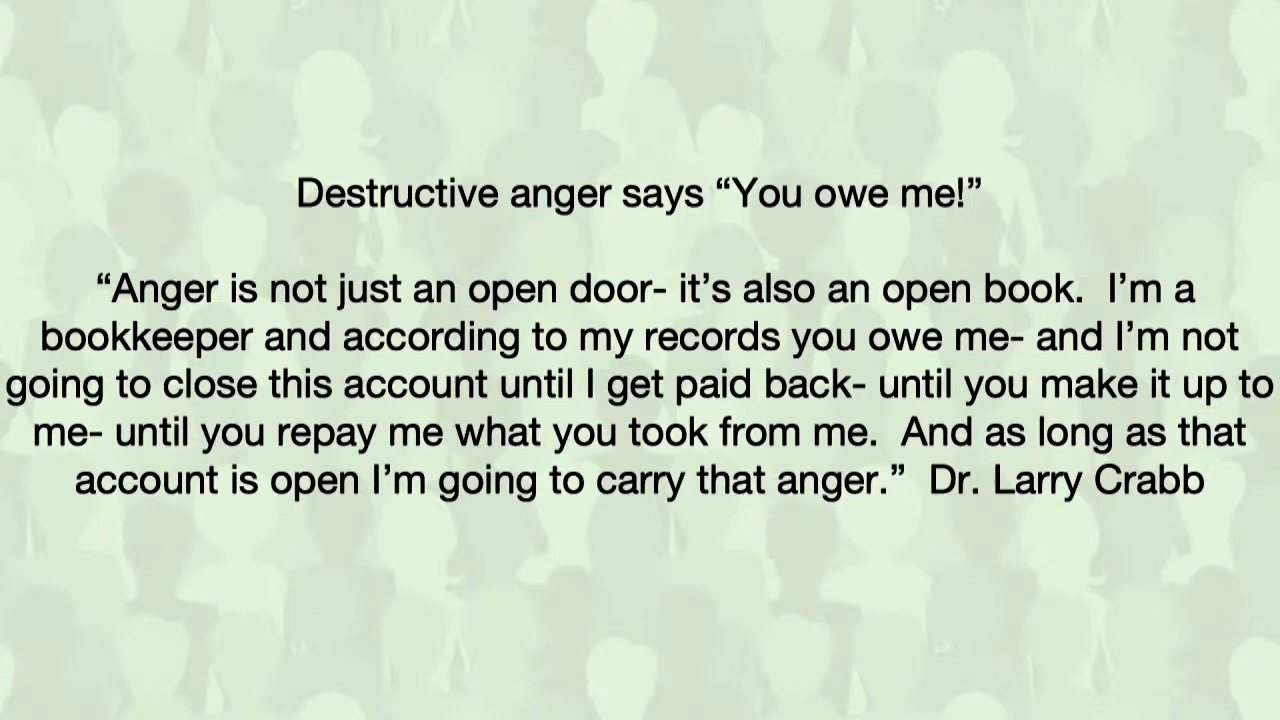 Destructive anger says “You owe me!”
“Anger is not just an open door- it’s also an open book.  I’m a
bookkeeper and according to my records you owe me- and I’m not
going to close this account until I get paid back- until you make it up to
me- until you repay me what you took from me.  And as long as that
account is open I’m going to carry that anger.”  Dr. Larry Crabb